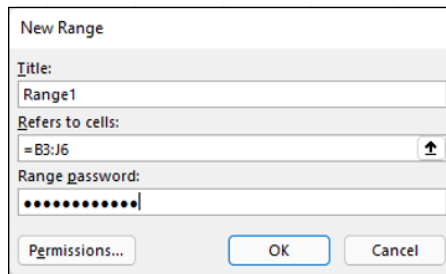 New Range
Title:
Range1
Refers to cells:
=B3:J6
Range password:
●●●●●●●●●●●●
Permissions...
OK
Cancel